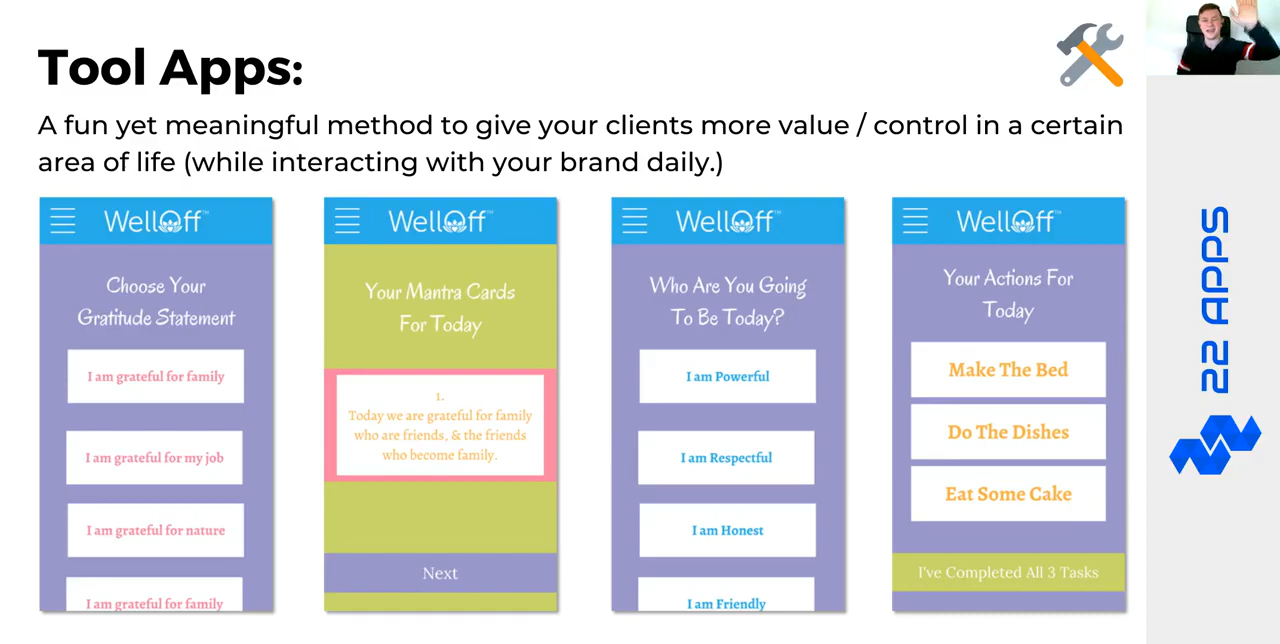 Tool Apps:
A fun yet meaningful method to give your clients more value / control in a certain
area of life (while interacting with your brand daily.)
WellOff™
Choose Your
Gratitude Statement
I am grateful for family
I am grateful for my job
I am grateful for nature
I am grateful for family
WellOff™
Your Mantra Cards
For Today
1.
Today we are grateful for family
who are friends, & the friends
who become family.
Next
WellOff™
Who Are You Going
To Be Today?
I am Powerful
I am Respectful
I am Honest
I am Friendly
WellOff™
Your Actions For
Today
Make The Bed
Do The Dishes
Eat Some Cake
I've Completed All 3 Tasks
22 APPS